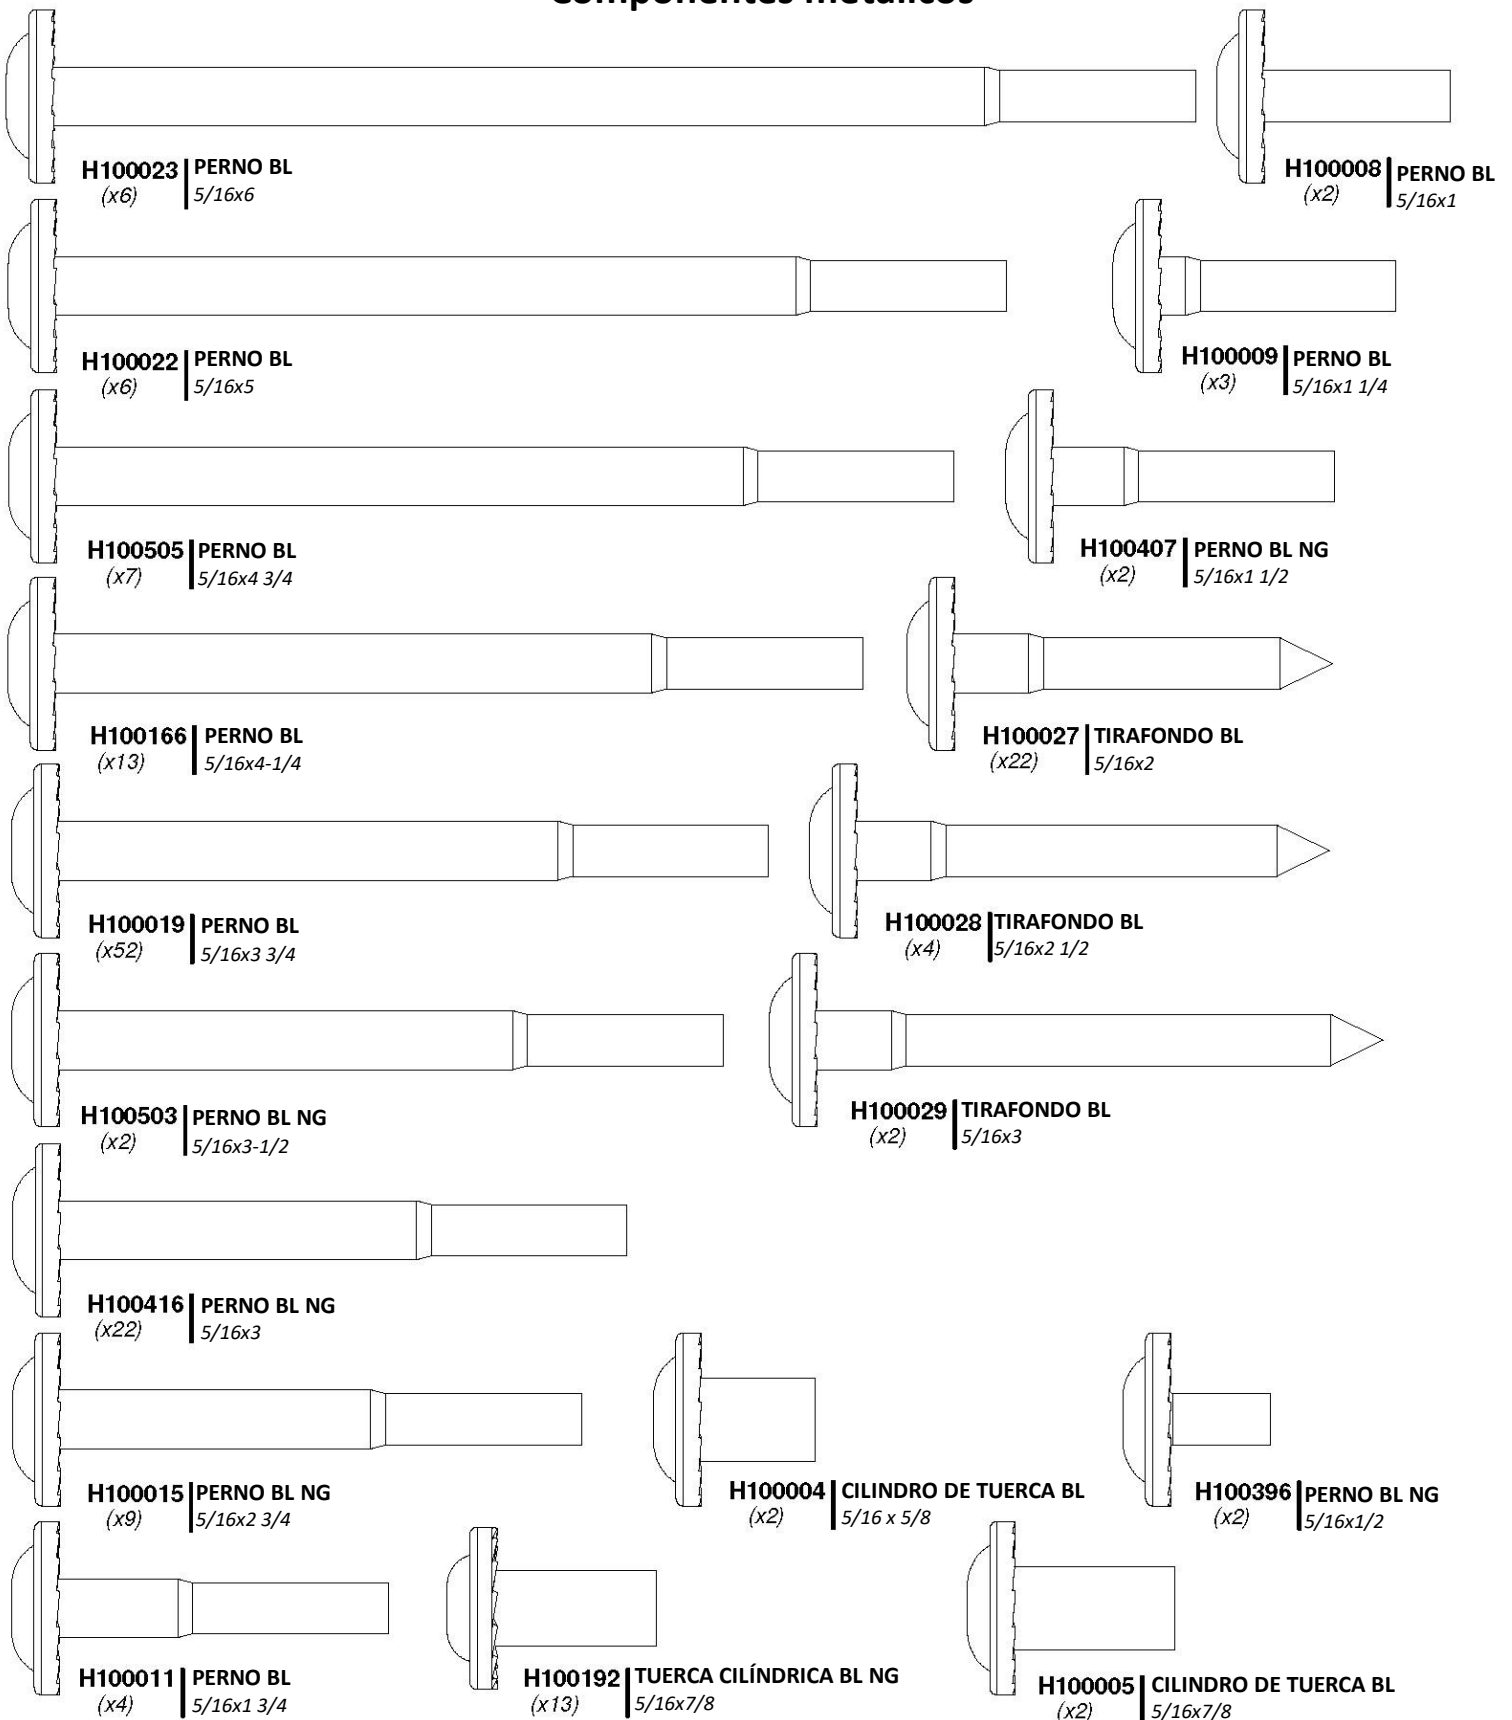 Componentes metálicos
H100023 PERNO BL
(x6) 5/16x6
H100008 PERNO BL
(x2) 5/16x1
H100022 PERNO BL
(x6) 5/16x5
H100009 PERNO BL
(x3) 5/16x1 1/4
H100505 PERNO BL
(x7) 5/16x4 3/4
H100407 PERNO BL NG
(x2) 5/16x1 1/2
H100166 PERNO BL
(x13) 5/16x4-1/4
H100027 TIRAFONDO BL
(x22) 5/16x2
H100019 PERNO BL
(x52) 5/16x3 3/4
H100028 TIRAFONDO BL
(x4) 5/16x2 1/2
H100503 PERNO BL NG
(x2) 5/16x3-1/2
H100029 TIRAFONDO BL
(x2) 5/16x3
H100416 PERNO BL NG
(x22) 5/16x3
H100015 PERNO BL NG
(x9) 5/16x2 3/4
H100004 CILINDRO DE TUERCA BL
(x2) 5/16 x 5/8
H100396 PERNO BL NG
(x2) 5/16x1/2
H100011 PERNO BL
(x4) 5/16x1 3/4
H100192 TUERCA CILÍNDRICA BL NG
(x13) 5/16x7/8
H100005 CILINDRO DE TUERCA BL
(x2) 5/16x7/8